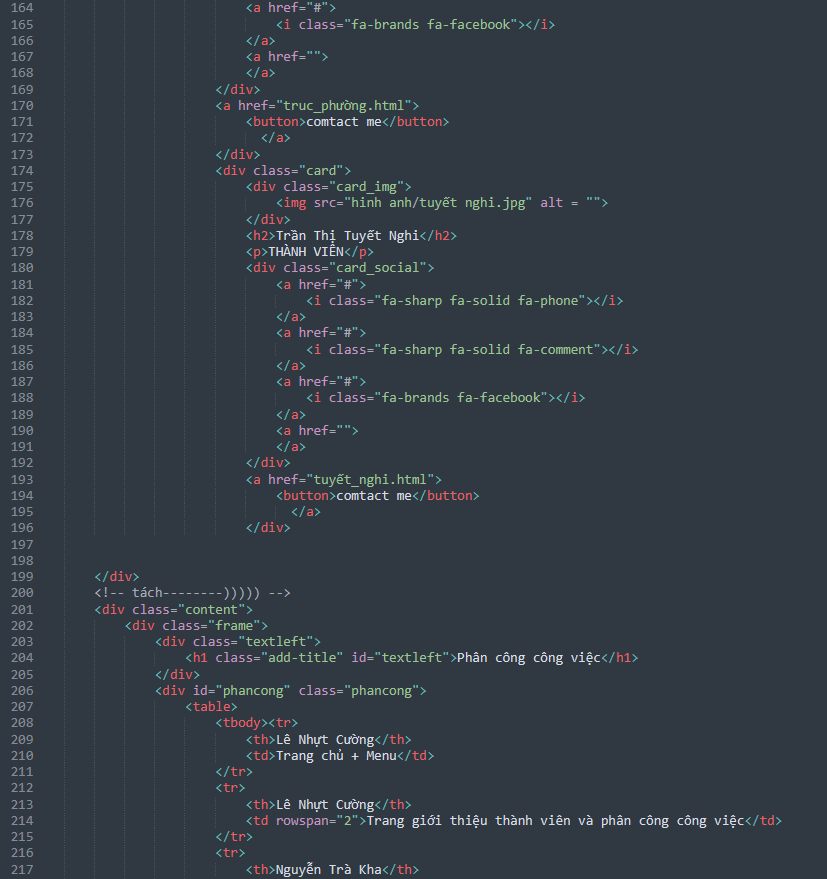 164 <a href="#">
165 <i class="fa-brands fa-facebook"></i>
166 </a>
167 <a href="">
168 </a>
169 </div>
170 <a href="truc_phường.html">
171 <button>comtact me</button>
172 </a>
173 </div>
174 <div class="card">
175 <div class="card_img">
176 <img src="hinh anh/tuyết nghi.jpg" alt = "">
177 </div>
178 <h2>Trần Thị Tuyết Nghi</h2>
179 <p>THÀNH VIÊN</p>
180 <div class="card_social">
181 <a href="#">
182 <i class="fa-sharp fa-solid fa-phone"></i>
183 </a>
184 <a href="#">
185 <i class="fa-sharp fa-solid fa-comment"></i>
186 </a>
187 <a href="#">
188 <i class="fa-brands fa-facebook"></i>
189 </a>
190 <a href="">
191 </a>
192 </div>
193 <a href="tuyết_nghi.html">
194 <button>comtact me</button>
195 </a>
196 </div>
197
198
199 </div>
200 <!-- tách--------))))) -->
201 <div class="content">
202 <div class="frame">
203 <div class="textleft">
204 <h1 class="add-title" id="textleft">Phân công công việc</h1>
205 </div>
206 <div id="phancong" class="phancong">
207 <table>
208 <tbody><tr>
209 <th>Lê Nhựt Cường</th>
210 <td>Trang chủ + Menu</td>
211 </tr>
212 <tr>
213 <th>Lê Nhựt Cường</th>
214 <td rowspan="2">Trang giới thiệu thành viên và phân công công việc</td>
215 </tr>
216 <tr>
217 <th>Nguyễn Trà Kha</th>